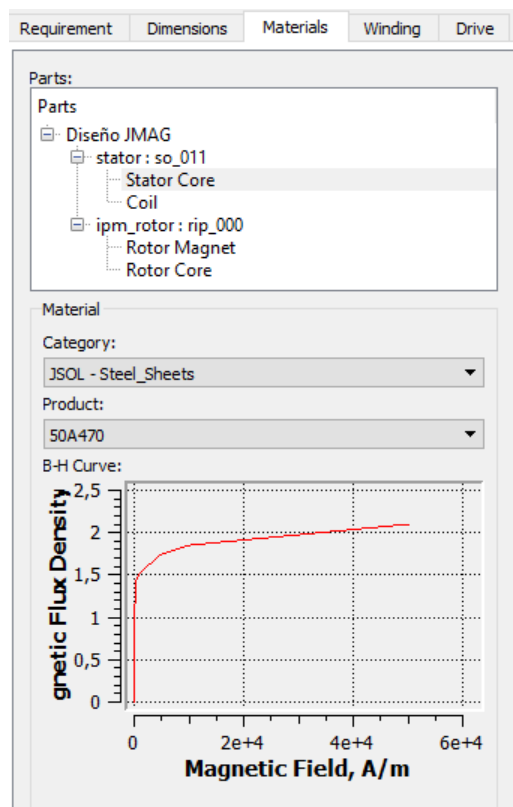 Requirement Dimensions Materials Winding Drive
Parts:
Parts
Diseño JMAG
stator : so_011
Stator Core
Coil
ipm_rotor : rip_000
Rotor Magnet
Rotor Core
Material
Category:
JSOL - Steel_Sheets
Product:
50A470
B-H Curve:
gnetic Flux Density
2,5
2
1,5
1
0,5
0
0 2e+4 4e+4 6e+4
Magnetic Field, A/m